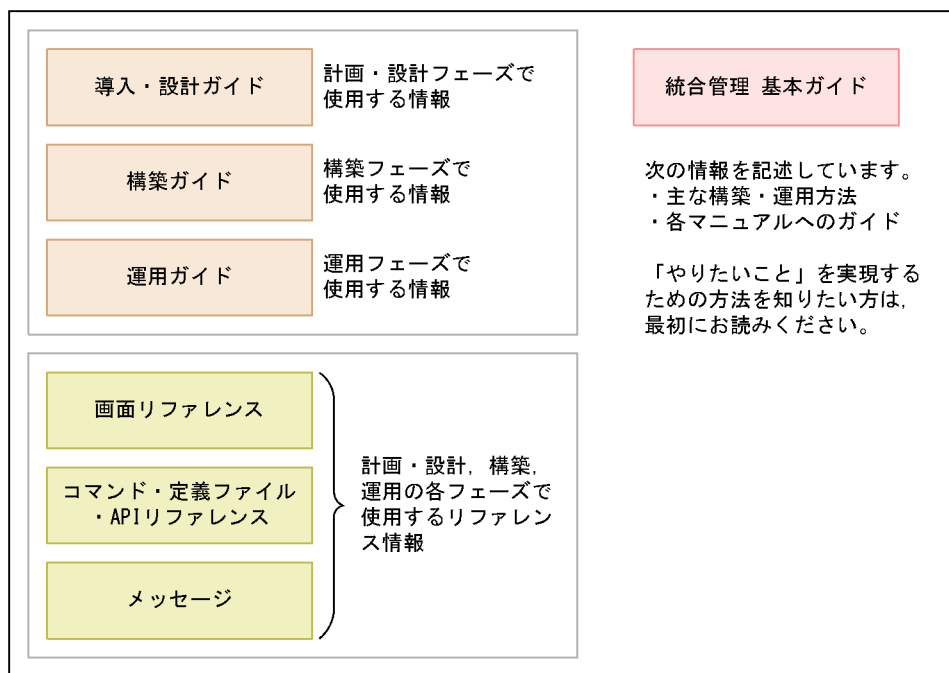 導入・設計ガイド
計画・設計フェーズで
使用する情報
構築ガイド
構築フェーズで
使用する情報
運用ガイド
運用フェーズで
使用する情報
画面リファレンス
コマンド・定義ファイル
・APIリファレンス
メッセージ
計画・設計，構築，
運用の各フェーズで
使用するリファレン
ス情報
統合管理 基本ガイド
次の情報を記述しています。
・主な構築・運用方法
・各マニュアルへのガイド
「やりたいこと」を実現する
ための方法を知りたい方は，
最初にお読みください。